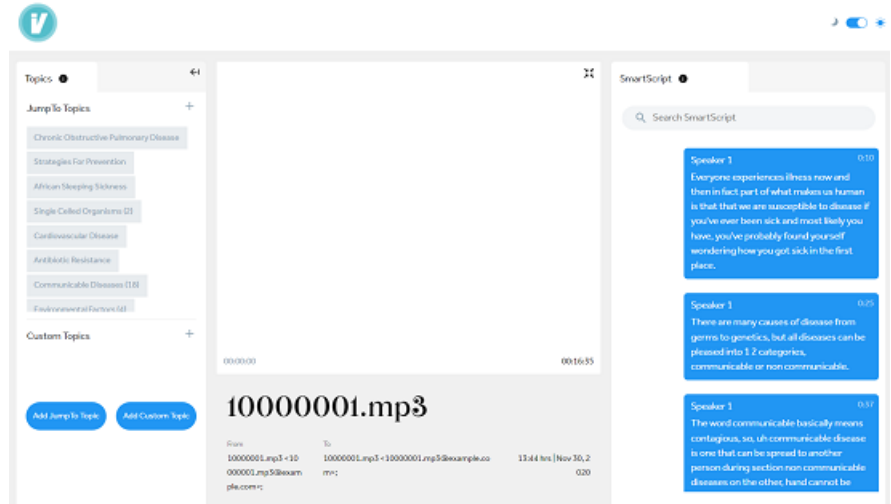 iV
Topics
JumpTo Topics
Chronic Obstructive Pulmonary Disease
Strategies For Prevention
African Sleeping Sickness
Single Celled Organisms (2)
Cardiovascular Disease
Antibiotic Resistance
Communicable Diseases (16)
Environmental Factors (4)
Custom Topics
Add JumpTo Topic
Add Custom Topic
00:00:00
00:16:35
10000001.mp3
From
10000001.mp3 <10
000001.mp3@exam
ple.com>;
To
10000001.mp3 <10000001.mp3@example.co
m>;
13:44 hrs | Nov 30, 2
020
SmartScript
Search SmartScript
Speaker 1
0:10
Everyone experiences illness now and
then in fact part of what makes us human
is that that we are susceptible to disease if
you've ever been sick and most likely you
have, you've probably found yourself
wondering how you got sick in the first
place.
Speaker 1
0:25
There are many causes of disease from
germs to genetics, but all diseases can be
pleased into 1 2 categories,
communicable or non communicable.
Speaker 1
0:37
The word communicable basically means
contagious, so, uh communicable disease
is one that can be spread to another
person during section non communicable
diseases on the other, hand cannot be